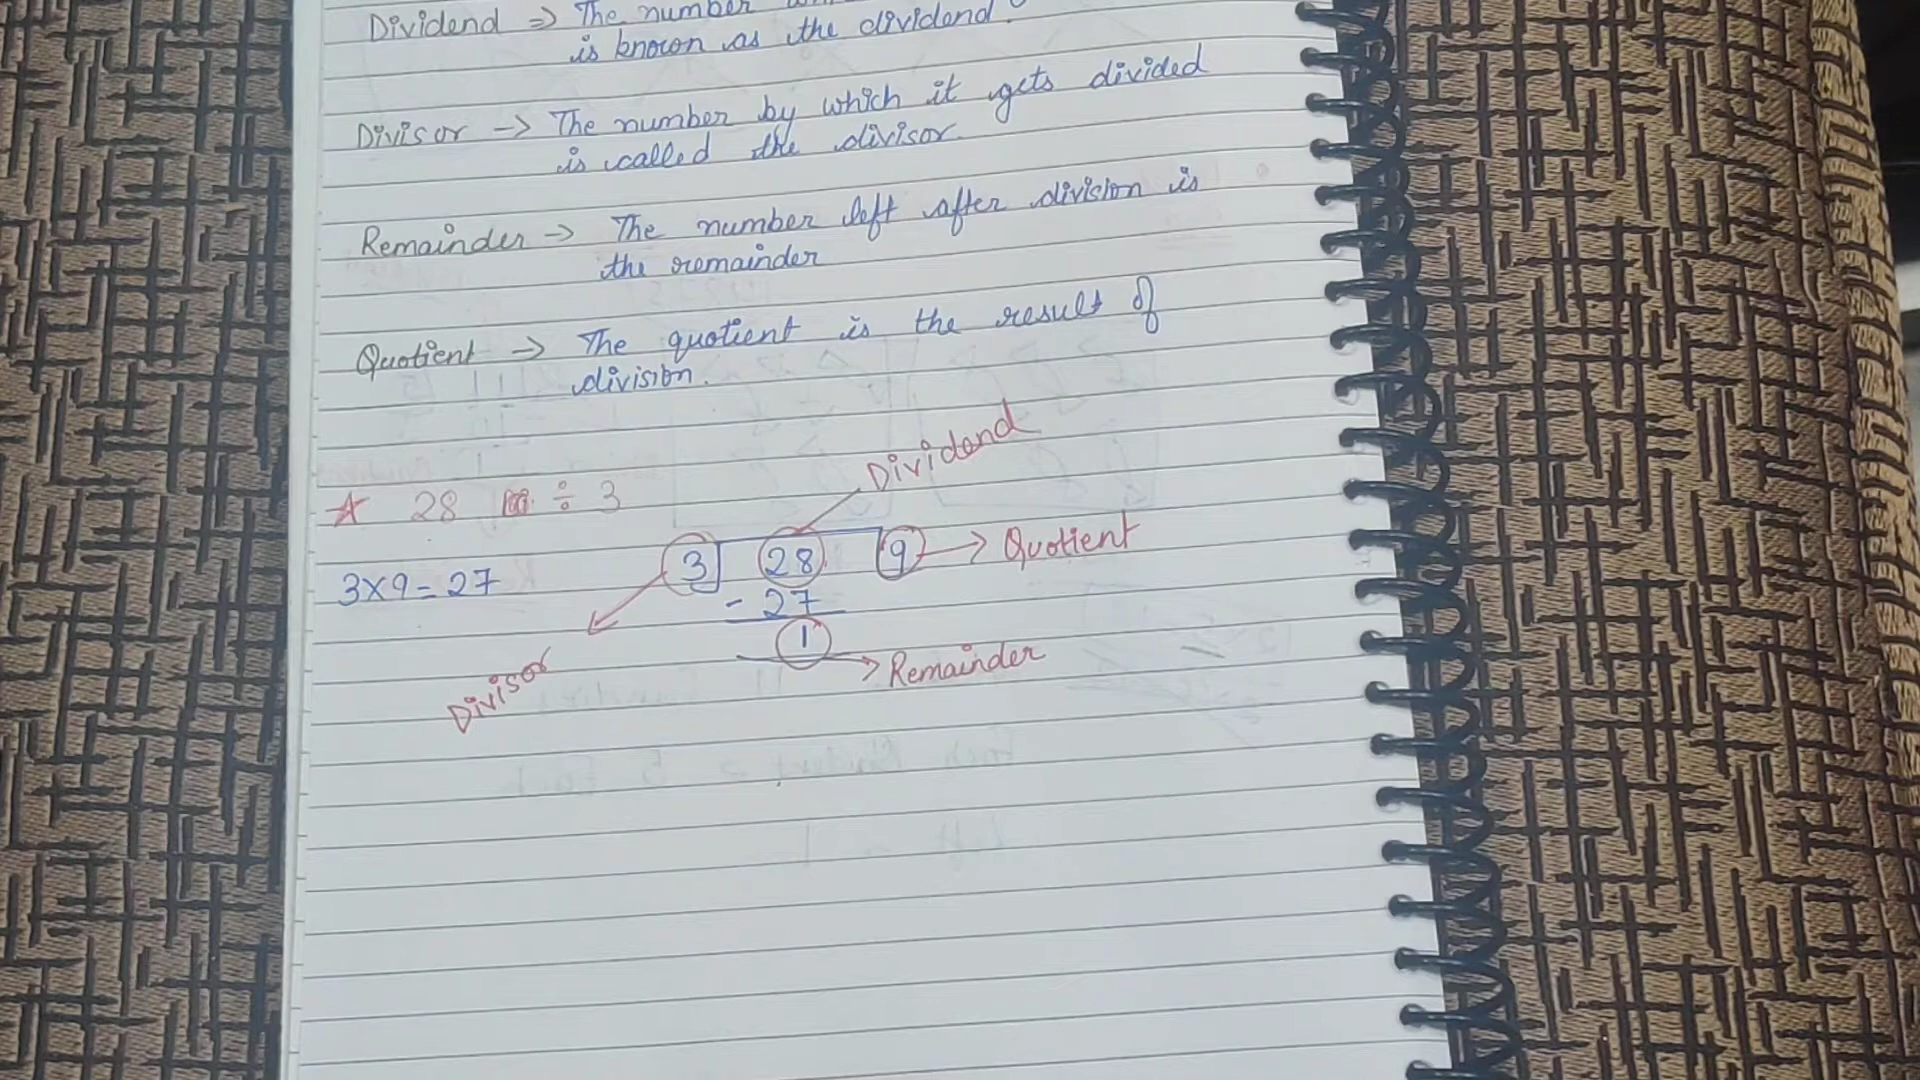 Dividend => The number
is known as the dividend.
Divisor -> The number by which it gets divided
is called the divisor.
Remainder -> The number left after division is
the remainder
Quotient -> The quotient is the result of
division.
Dividend
★ 28 ÷ 3
3 28 9 -> Quotient
3x9=27
- 27
1
-> Remainder
Divisor